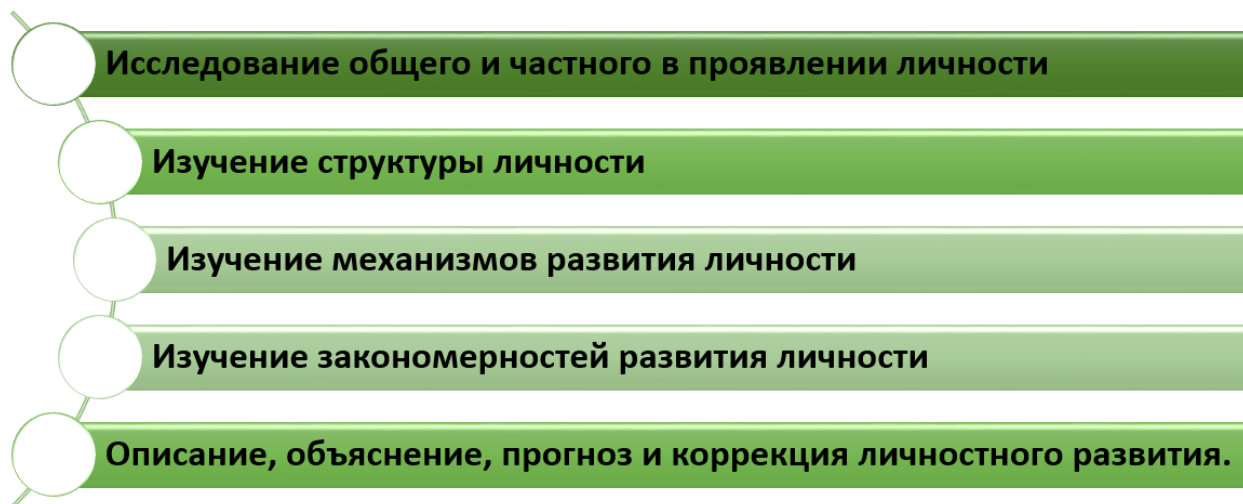 Исследование общего и частного в проявлении личности
Изучение структуры личности
Изучение механизмов развития личности
Изучение закономерностей развития личности
Описание, объяснение, прогноз и коррекция личностного развития.